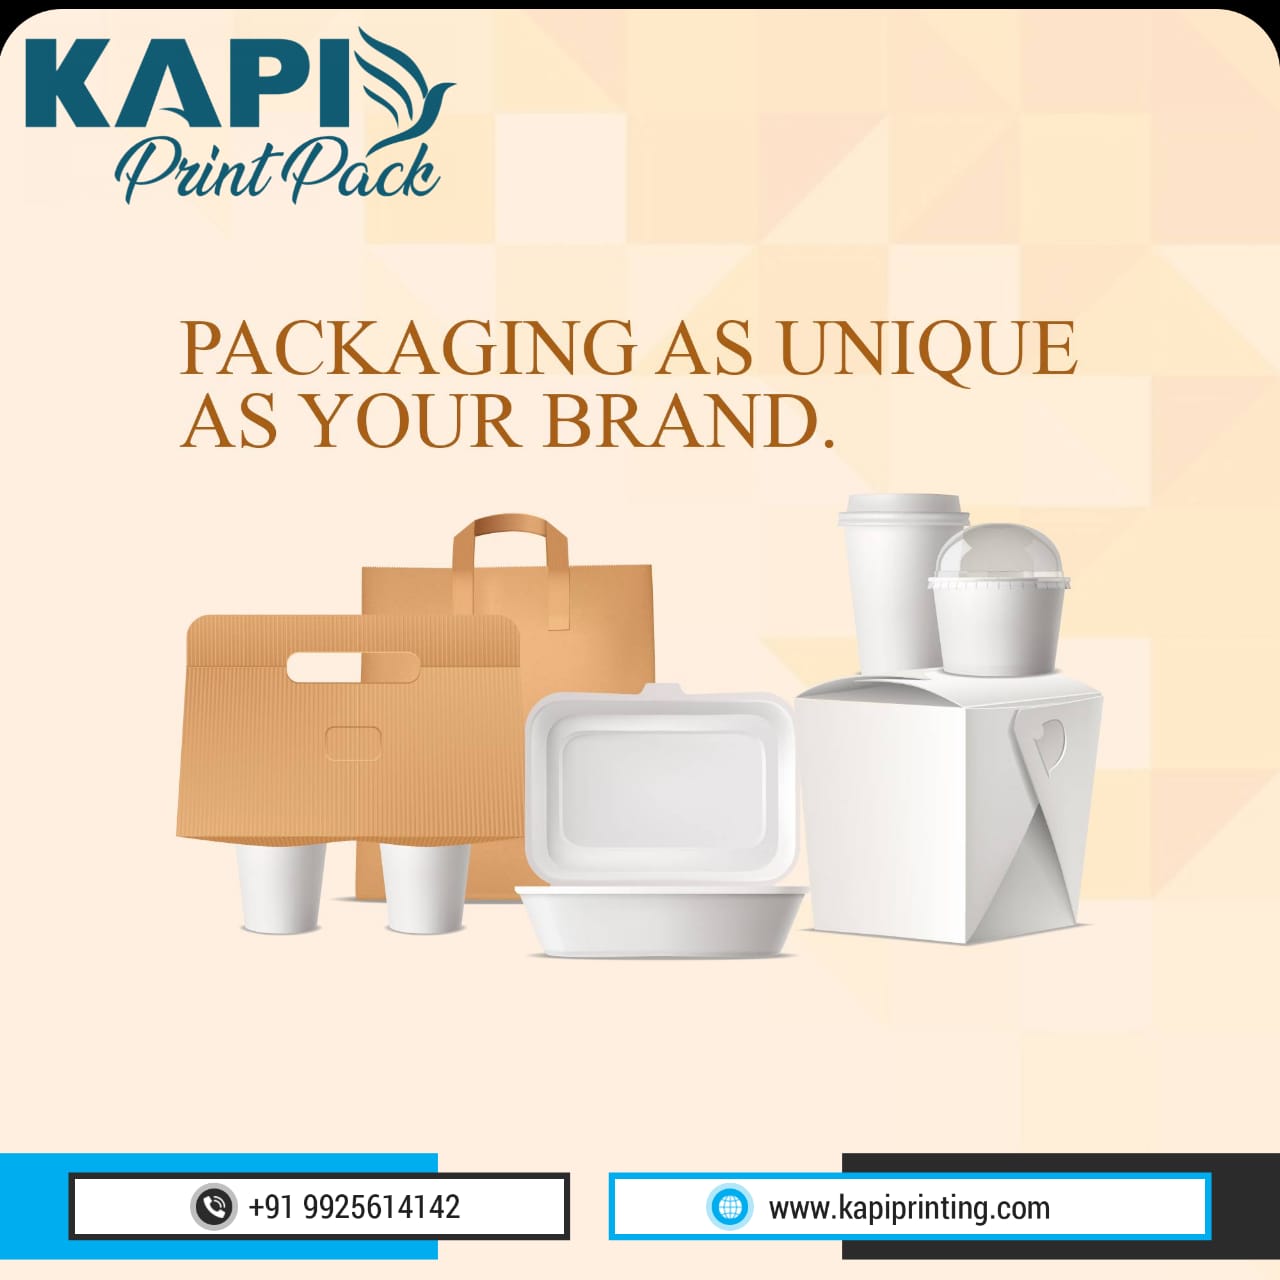 KAPI
Print Pack
PACKAGING AS UNIQUE
AS YOUR BRAND.
+91 9925614142
www.kapiprinting.com